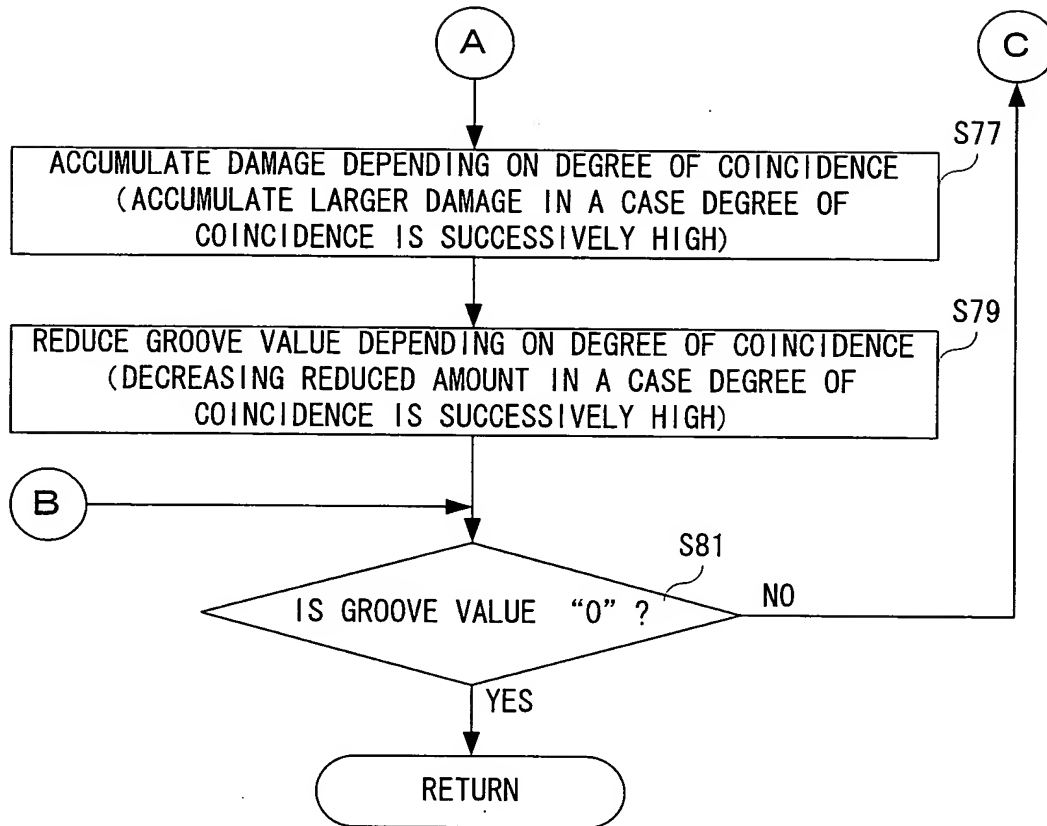 A
C
S77
ACCUMULATE DAMAGE DEPENDING ON DEGREE OF COINCIDENCE
(ACCUMULATE LARGER DAMAGE IN A CASE DEGREE OF
COINCIDENCE IS SUCCESSIVELY HIGH)
S79
REDUCE GROOVE VALUE DEPENDING ON DEGREE OF COINCIDENCE
(DECREASING REDUCED AMOUNT IN A CASE DEGREE OF
COINCIDENCE IS SUCCESSIVELY HIGH)
B
S81
IS GROOVE VALUE “0” ?
NO
YES
RETURN